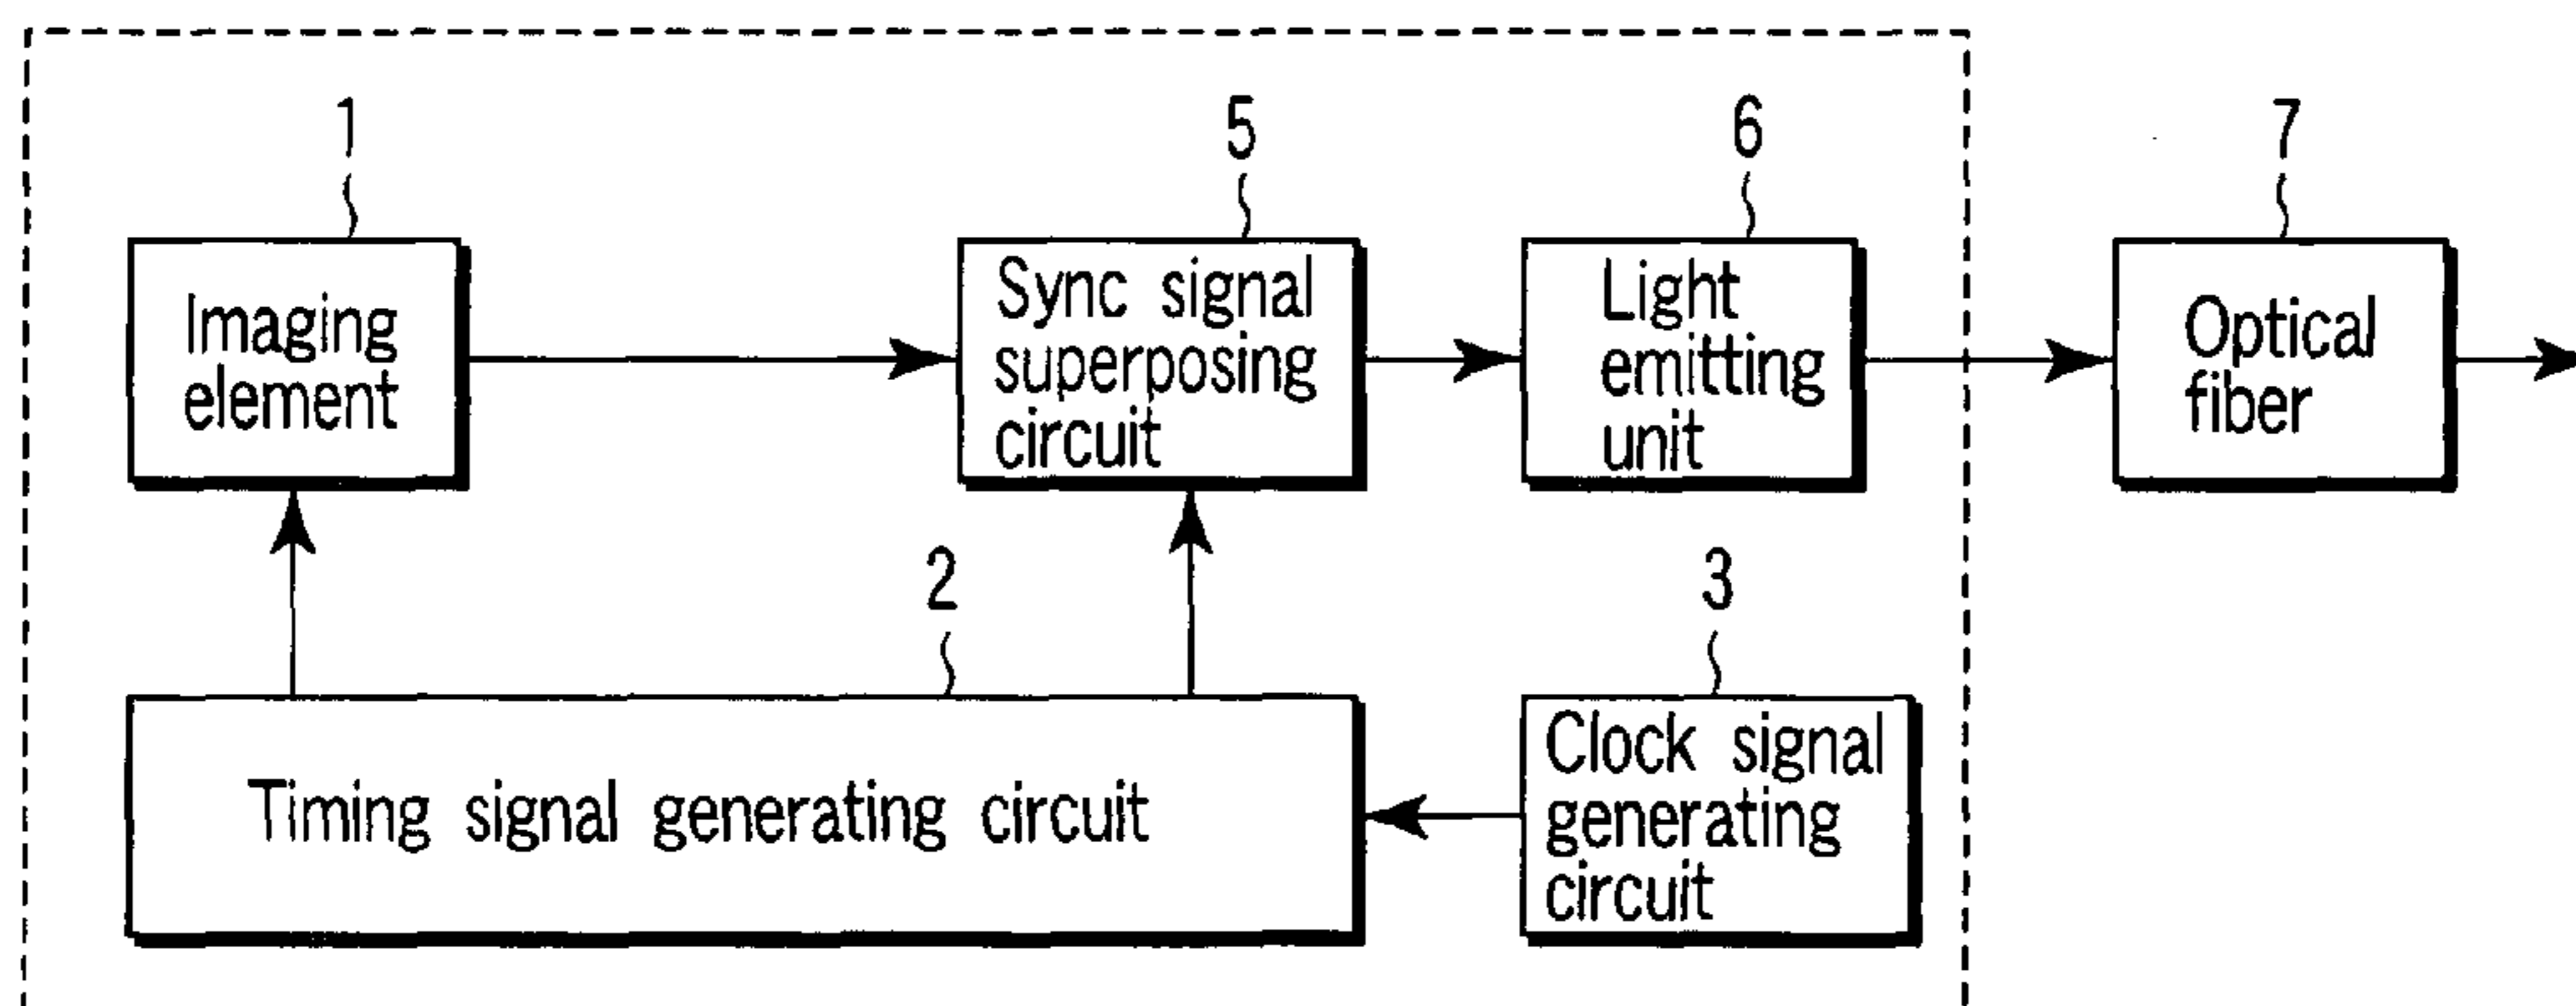 1
5
6
7
Imaging
element
Sync signal
superposing
circuit
Light
emitting
unit
Optical
fiber
2
3
Timing signal generating circuit
Clock signal
generating
circuit